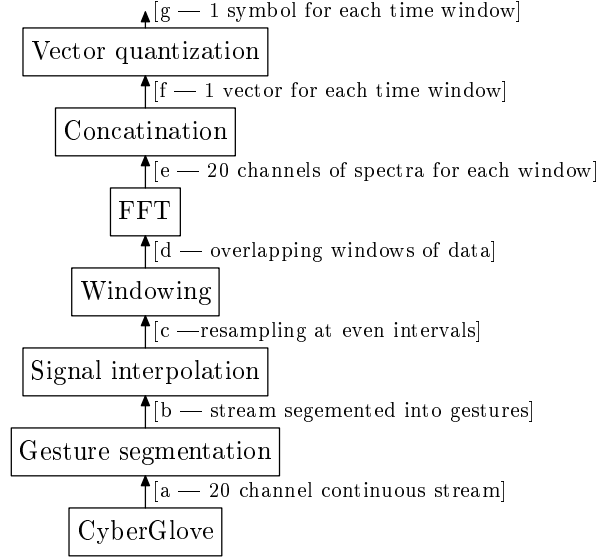 [g — 1 symbol for each time window]
Vector quantization
[f — 1 vector for each time window]
Concatination
[e — 20 channels of spectra for each window]
FFT
[d — overlapping windows of data]
Windowing
[c —resampling at even intervals]
Signal interpolation
[b — stream segemented into gestures]
Gesture segmentation
[a — 20 channel continuous stream]
CyberGlove